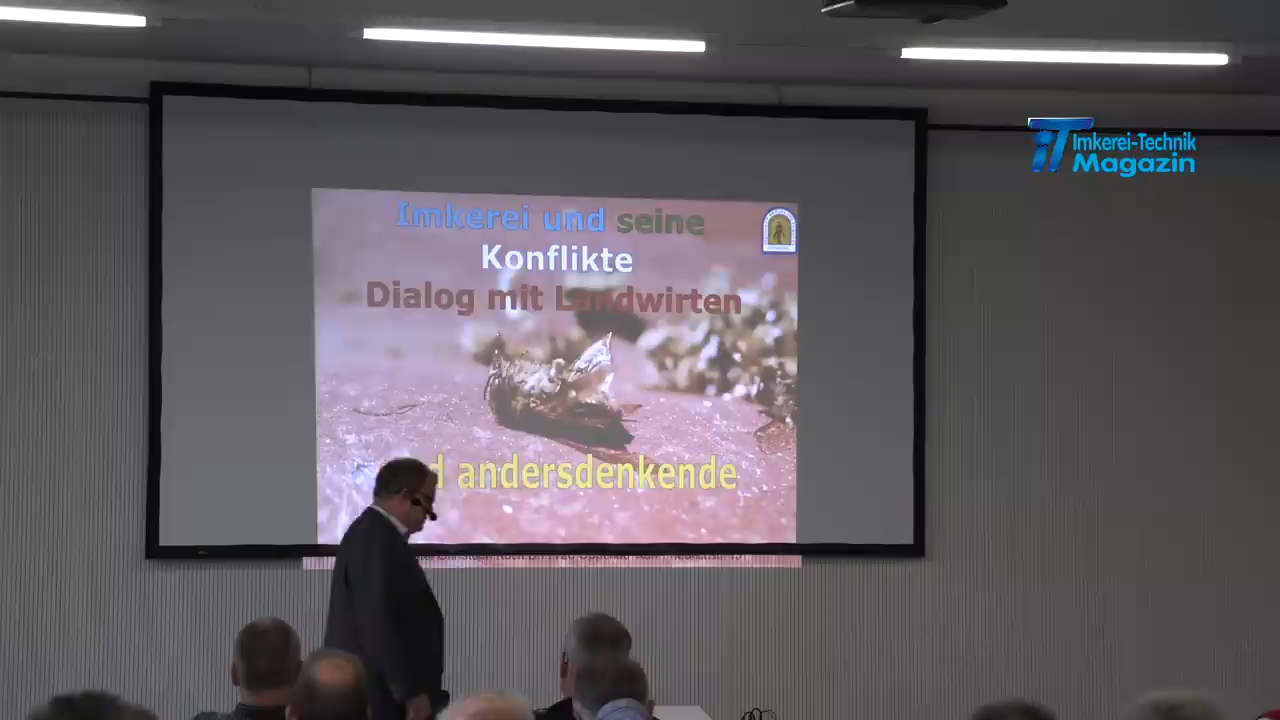 Imkerei-Technik
Magazin
Imkerei und seine
Konflikte
Dialog mit Landwirten
d andersdenkende